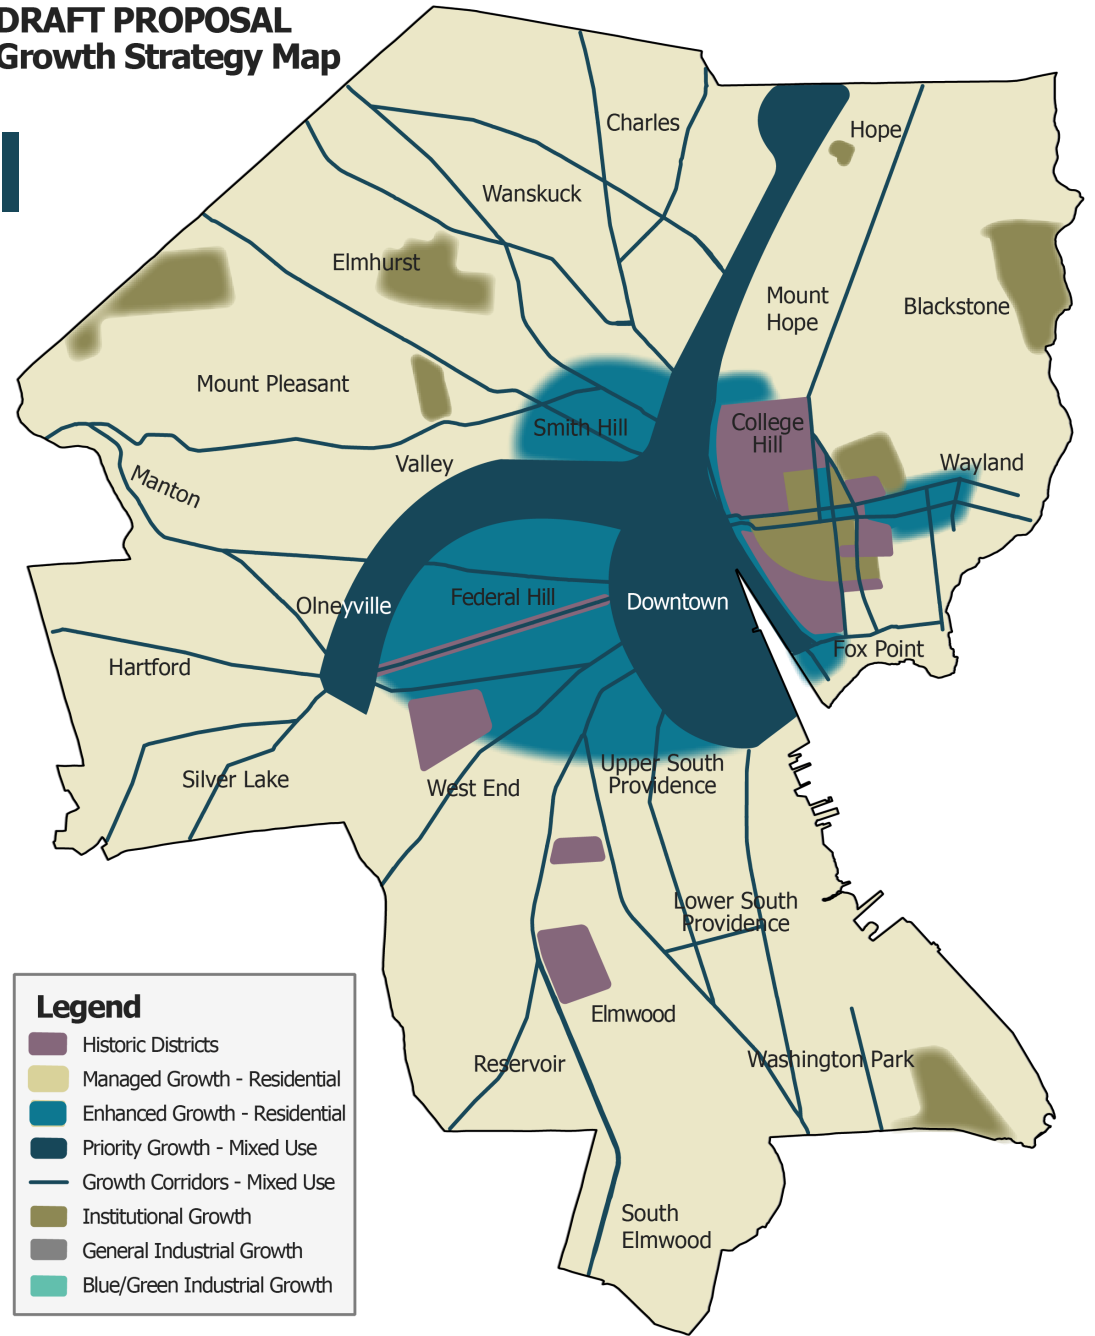 DRAFT PROPOSAL
Growth Strategy Map
Charles
Hope
Wanskuck
Elmhurst
Mount
Hope
Blackstone
Mount Pleasant
Smith Hill
College
Hill
Valley
Wayland
Manton
Olneyville
Federal Hill
Downtown
Fox Point
Hartford
Silver Lake
West End
Upper South
Providence
Lower South
Providence
Elmwood
Reservoir
Washington Park
South
Elmwood
Legend
Historic Districts
Managed Growth - Residential
Enhanced Growth - Residential
Priority Growth - Mixed Use
Growth Corridors - Mixed Use
Institutional Growth
General Industrial Growth
Blue/Green Industrial Growth